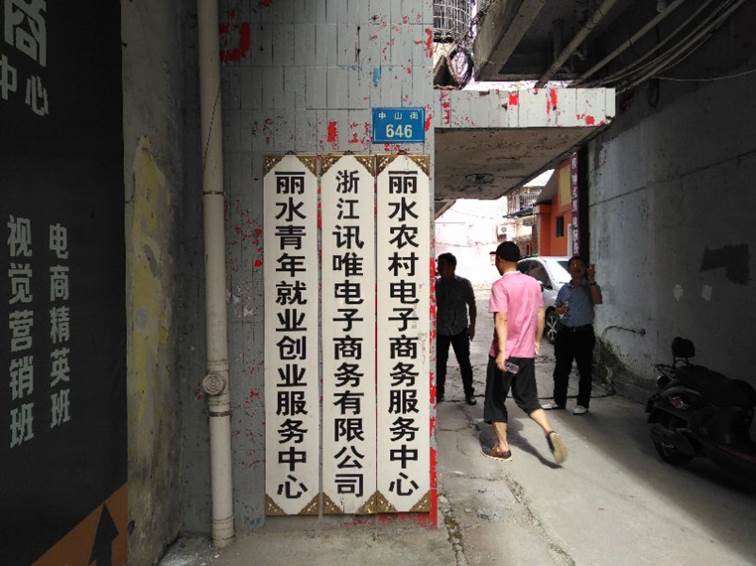 商
中心
电商精英班
视觉营销班
中山街
646
丽水青年就业创业服务中心
浙江讯唯电子商务有限公司
丽水农村电子商务服务中心